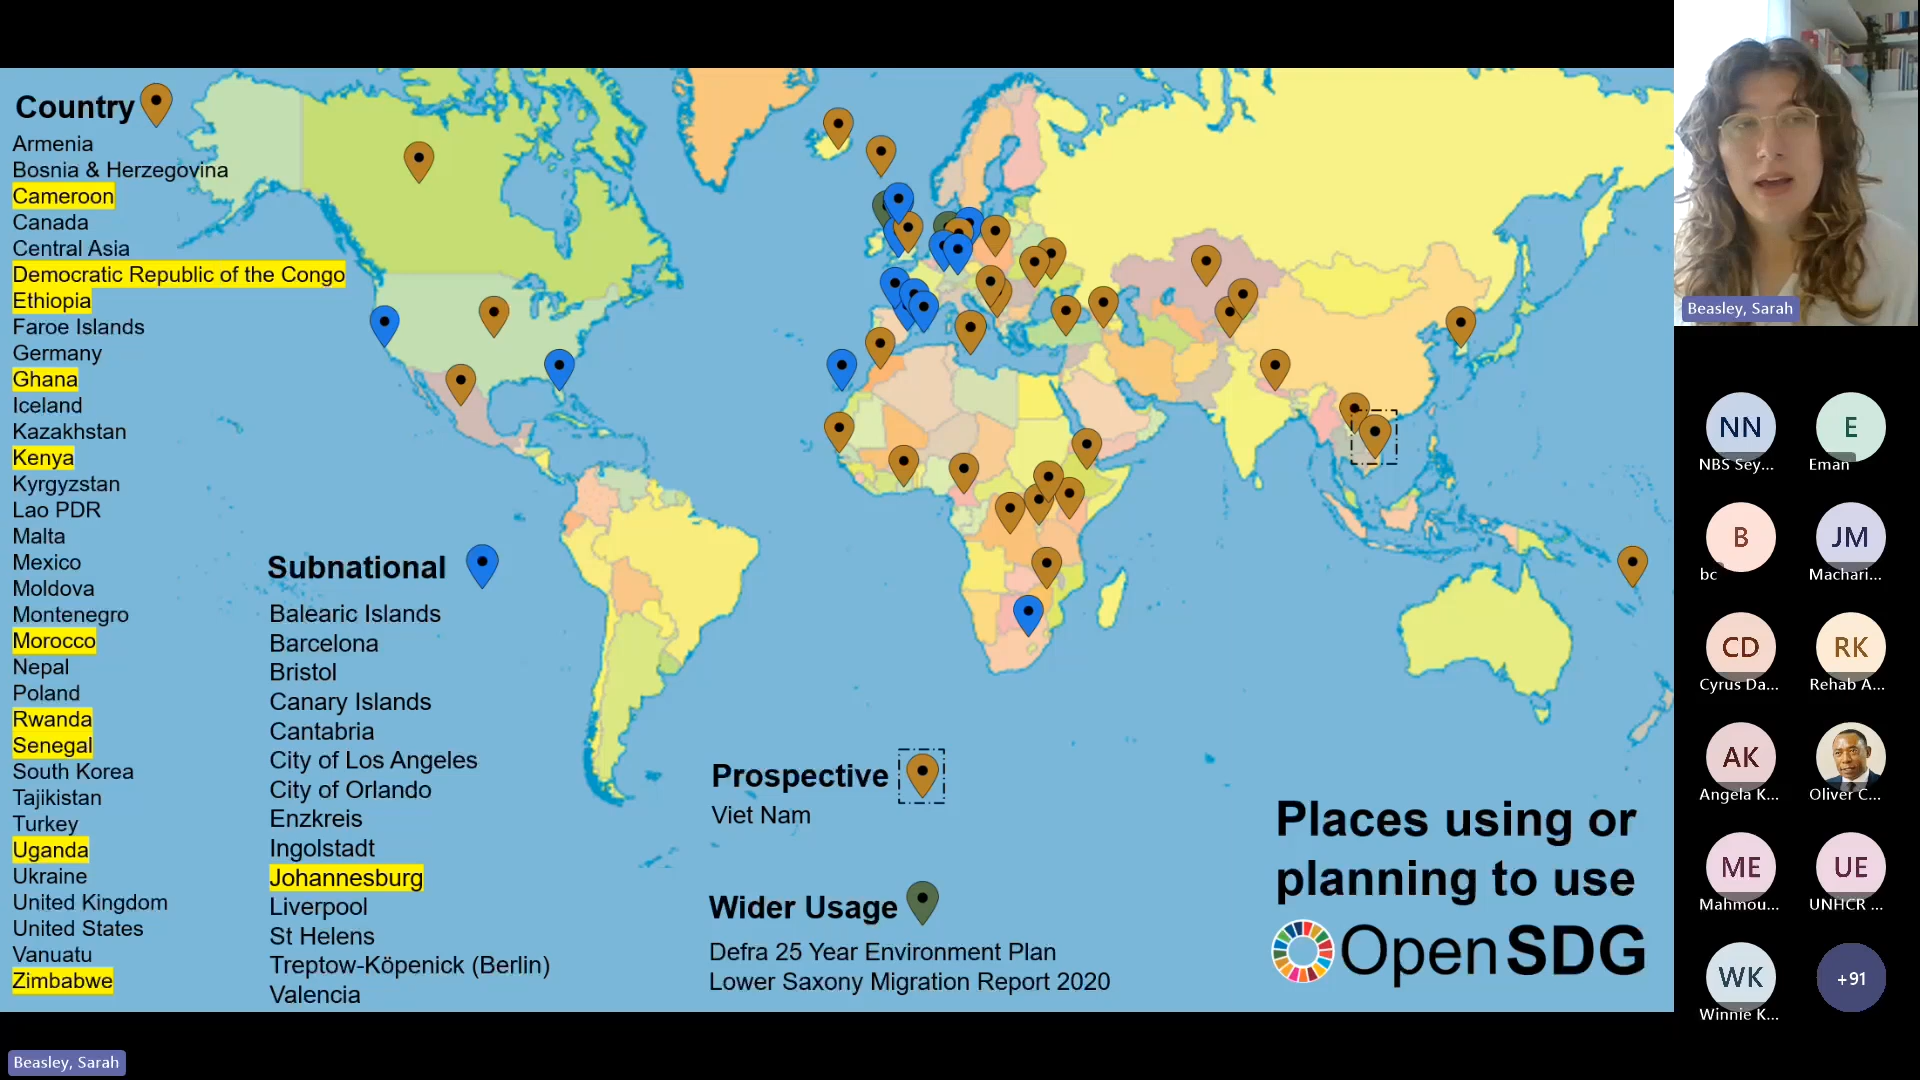 Country
Armenia
Bosnia & Herzegovina
Cameroon
Canada
Central Asia
Democratic Republic of the Congo
Ethiopia
Faroe Islands
Germany
Ghana
Iceland
Kazakhstan
Kenya
Kyrgyzstan
Lao PDR
Malta
Mexico
Moldova
Montenegro
Morocco
Nepal
Poland
Rwanda
Senegal
South Korea
Tajikistan
Turkey
Uganda
Ukraine
United Kingdom
United States
Vanuatu
Zimbabwe
Subnational
Balearic Islands
Barcelona
Bristol
Canary Islands
Cantabria
City of Los Angeles
City of Orlando
Enzkreis
Ingolstadt
Johannesburg
Liverpool
St Helens
Treptow-Köpenick (Berlin)
Valencia
Prospective
Viet Nam
Wider Usage
Defra 25 Year Environment Plan
Lower Saxony Migration Report 2020
Places using or
planning to use
Open SDG
Beasley, Sarah
NN
NBS Sey...
E
Eman
B
bc
JM
Machari...
CD
Cyrus Da...
RK
Rehab A...
AK
Angela K...
Oliver C...
ME
Mahmou...
UE
UNHCR ...
WK
Winnie K...
+91
Beasley, Sarah